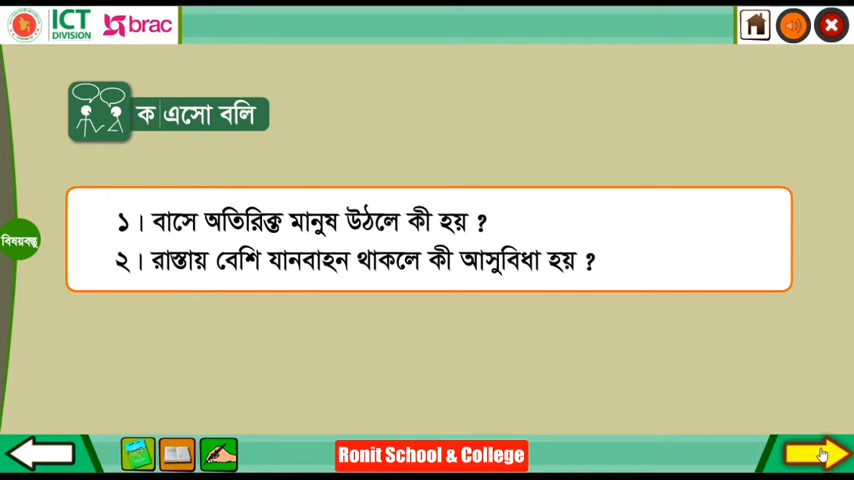 ICT
DIVISION
brac
ক এসো বলি
১। বাসে অতিরিক্ত মানুষ উঠলে কী হয় ?
২। রাস্তায় বেশি যানবাহন থাকলে কী আসুবিধা হয় ?
বিষয়বস্তু
Ronit School & College